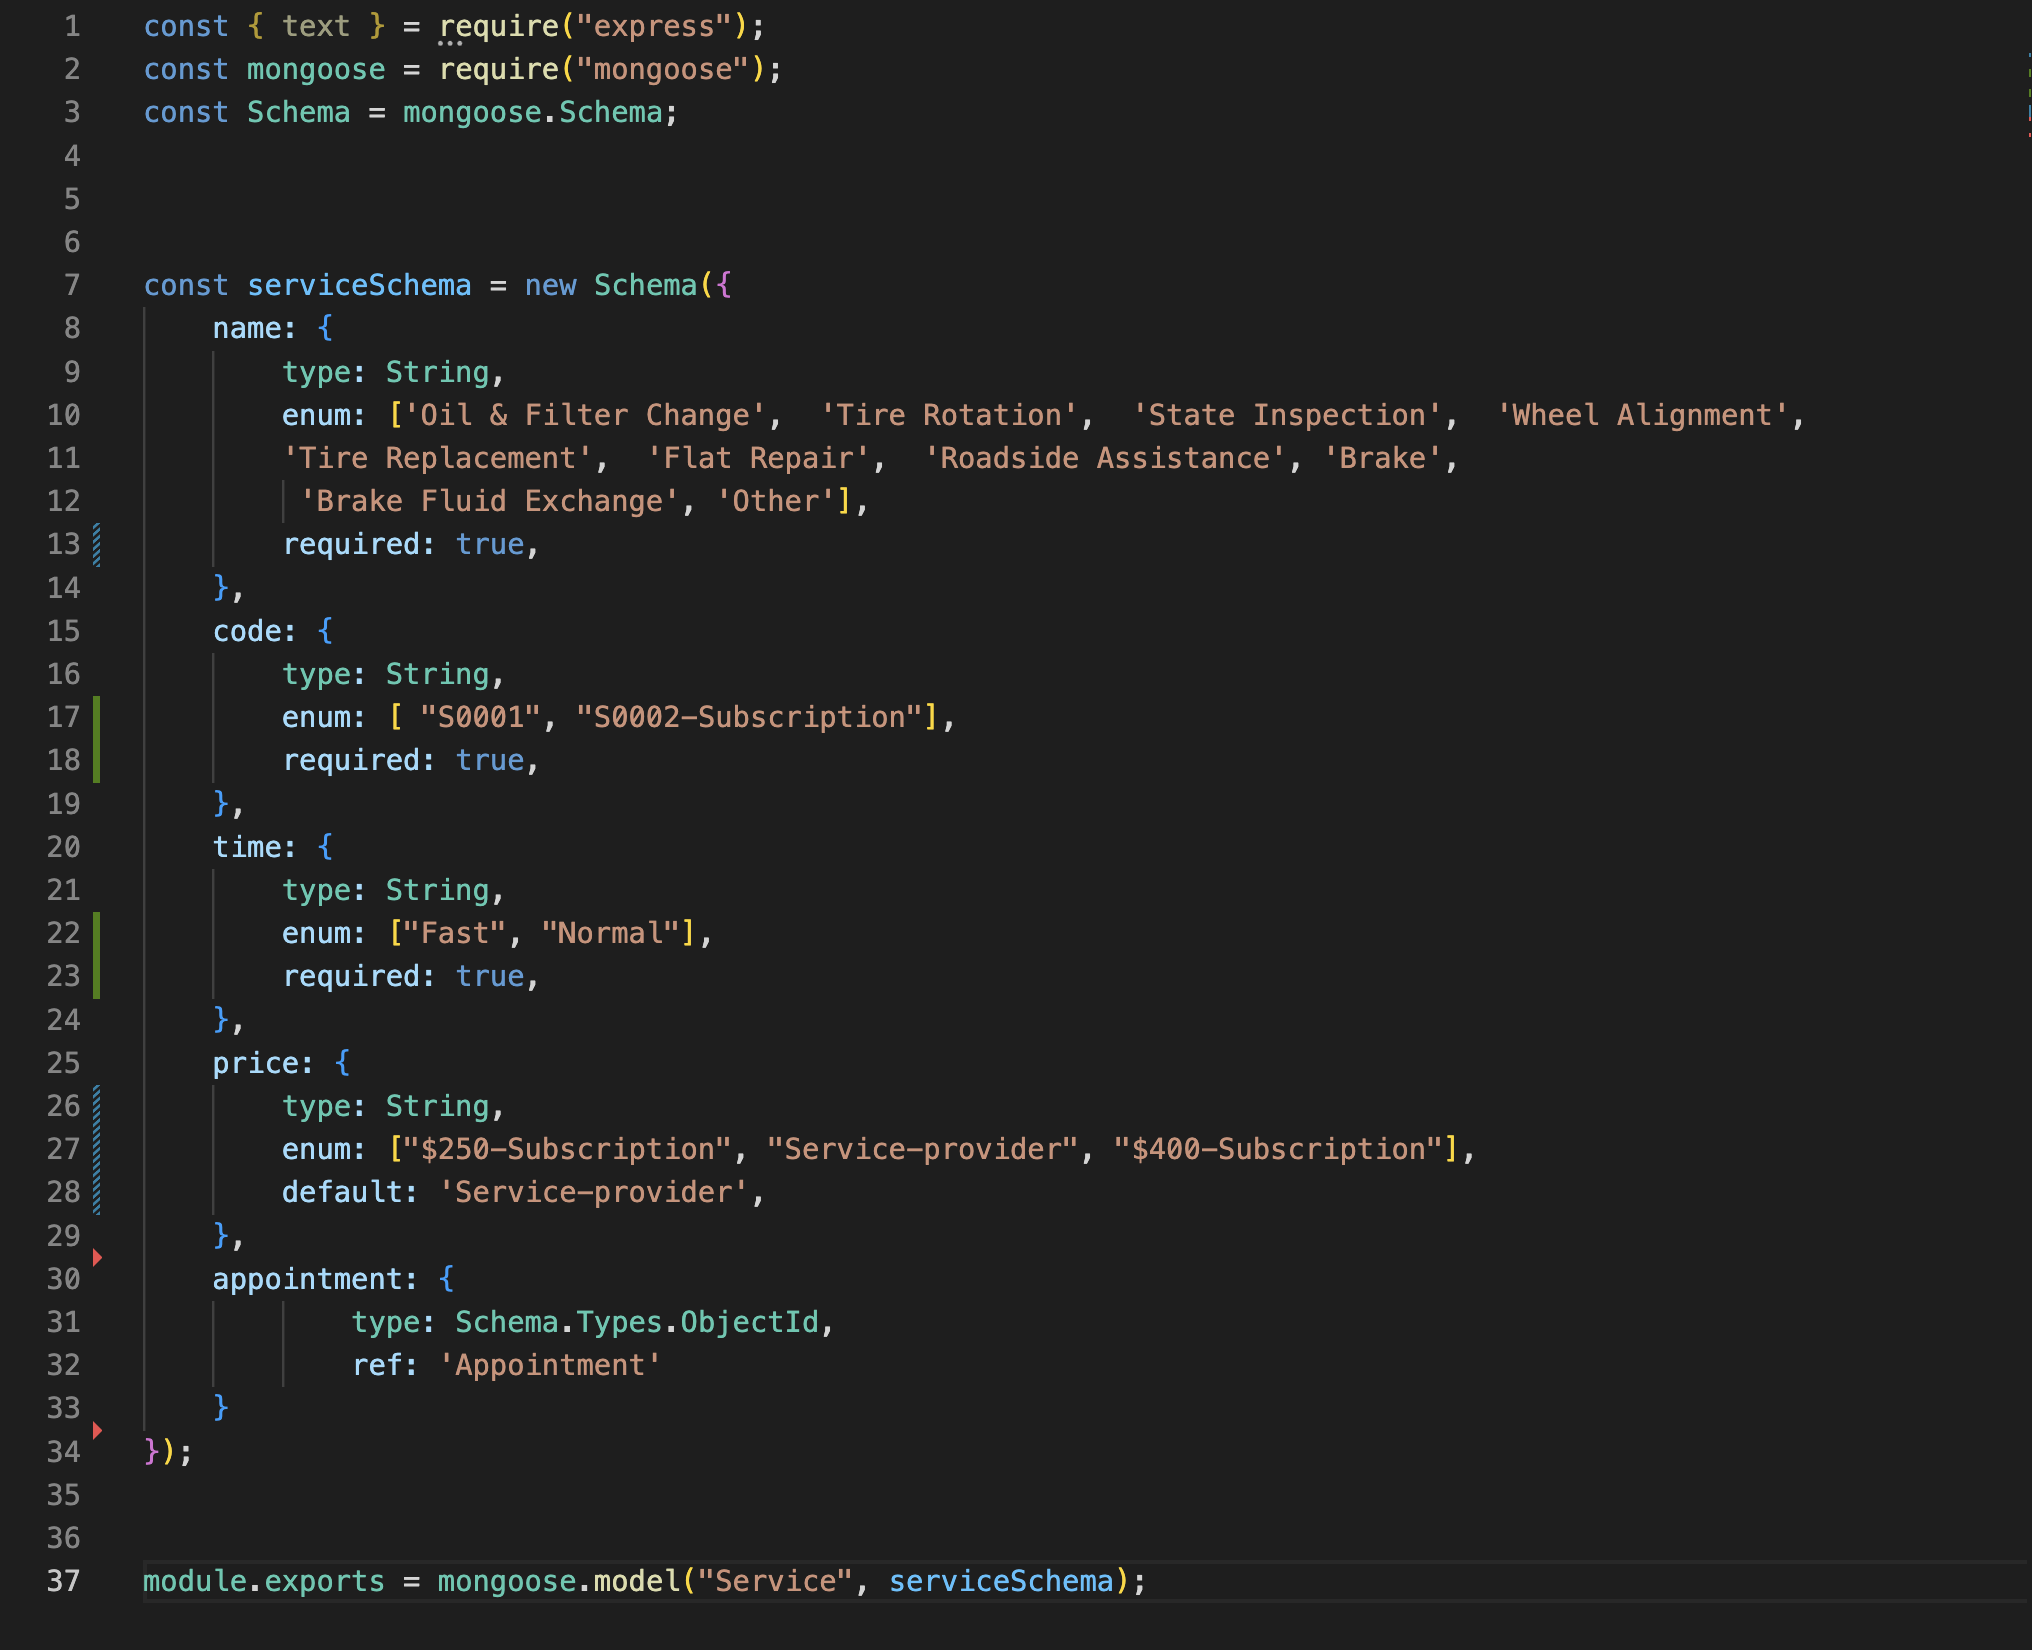 1 const { text } = require("express");
2 const mongoose = require("mongoose");
3 const Schema = mongoose.Schema;
4
5
6
7 const serviceSchema = new Schema({
8 name: {
9 type: String,
10 enum: ['Oil & Filter Change', 'Tire Rotation', 'State Inspection', 'Wheel Alignment',
11 'Tire Replacement', 'Flat Repair', 'Roadside Assistance', 'Brake',
12 'Brake Fluid Exchange', 'Other'],
13 required: true,
14 },
15 code: {
16 type: String,
17 enum: [ "S0001", "S0002-Subscription"],
18 required: true,
19 },
20 time: {
21 type: String,
22 enum: ["Fast", "Normal"],
23 required: true,
24 },
25 price: {
26 type: String,
27 enum: ["$250-Subscription", "Service-provider", "$400-Subscription"],
28 default: 'Service-provider',
29 },
30 appointment: {
31 type: Schema.Types.ObjectId,
32 ref: 'Appointment'
33 }
34 });
35
36
37 module.exports = mongoose.model("Service", serviceSchema);